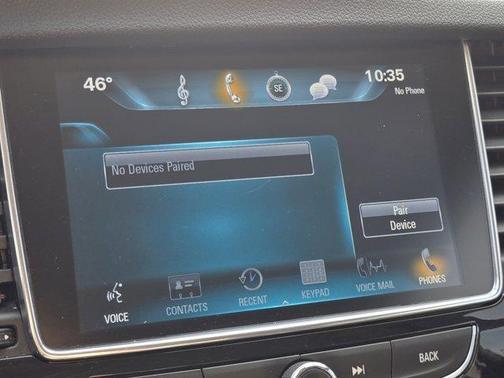 46°
SE
10:35
No Phone
No Devices Paired
Pair
Device
VOICE
CONTACTS
RECENT
KEYPAD
VOICE MAIL
PHONES
BACK